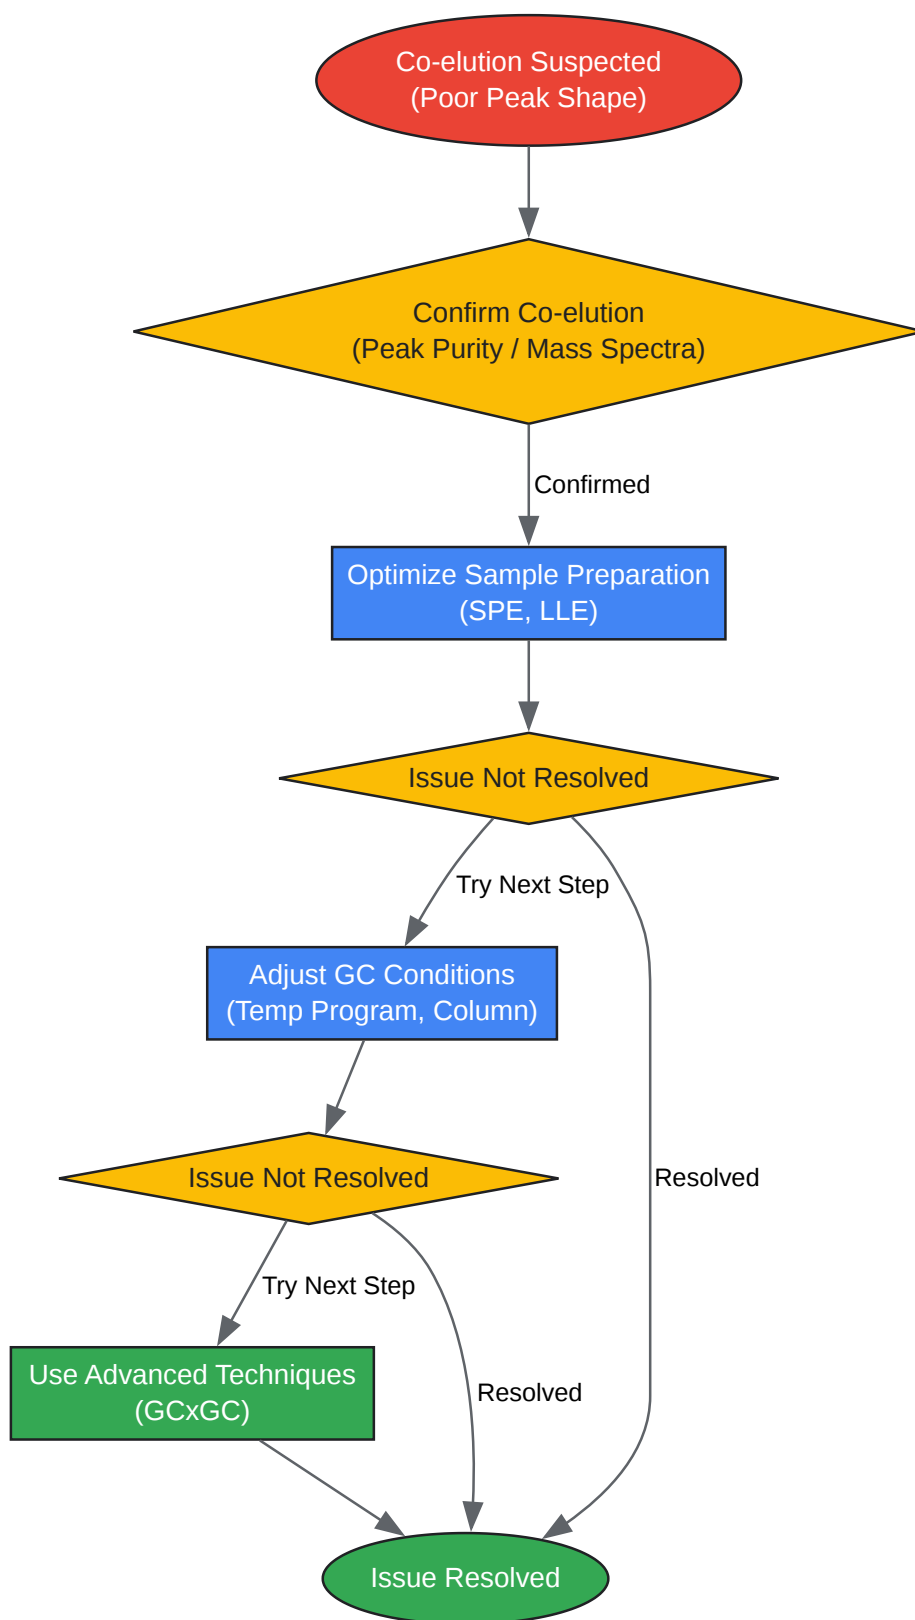 Co-elution Suspected
(Poor Peak Shape)
Confirm Co-elution
(Peak Purity / Mass Spectra)
Confirmed
Optimize Sample Preparation
(SPE, LLE)
Issue Not Resolved
Try Next Step
Adjust GC Conditions
(Temp Program, Column)
Issue Not Resolved
Resolved
Try Next Step
Use Advanced Techniques
(GCxGC)
Resolved
Issue Resolved